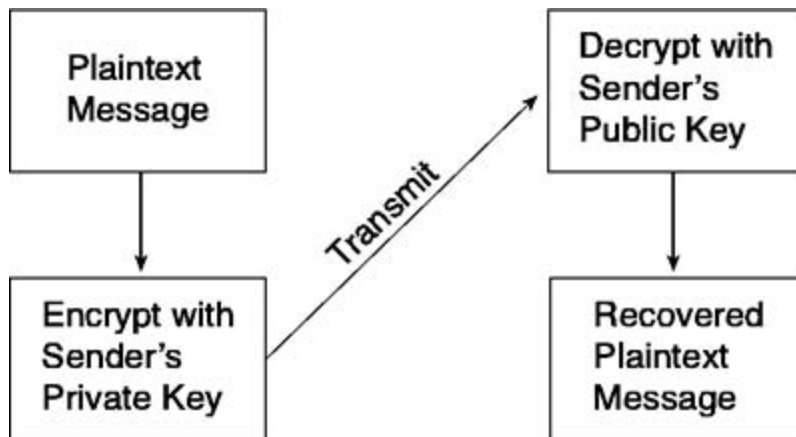 Plaintext
Message
Encrypt with
Sender's
Private Key
Transmit
Decrypt with
Sender's
Public Key
Recovered
Plaintext
Message